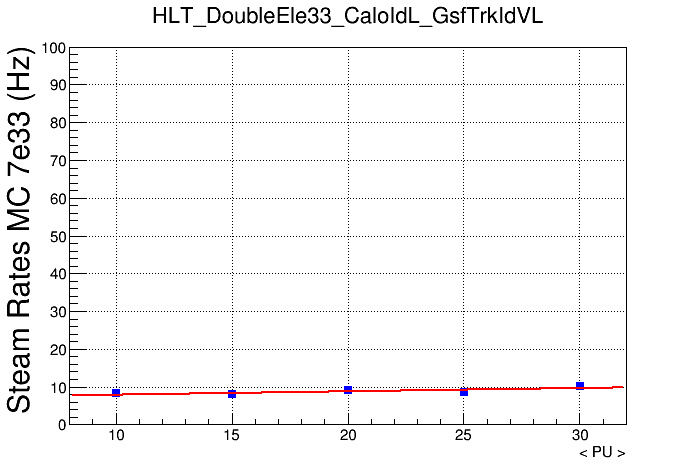 HLT_DoubleEle33_CaloIdL_GsfTrkIdVL
Steam Rates MC 7e33 (Hz)
100
90
80
70
60
50
40
30
20
10
0
10 15 20 25 30
< PU >